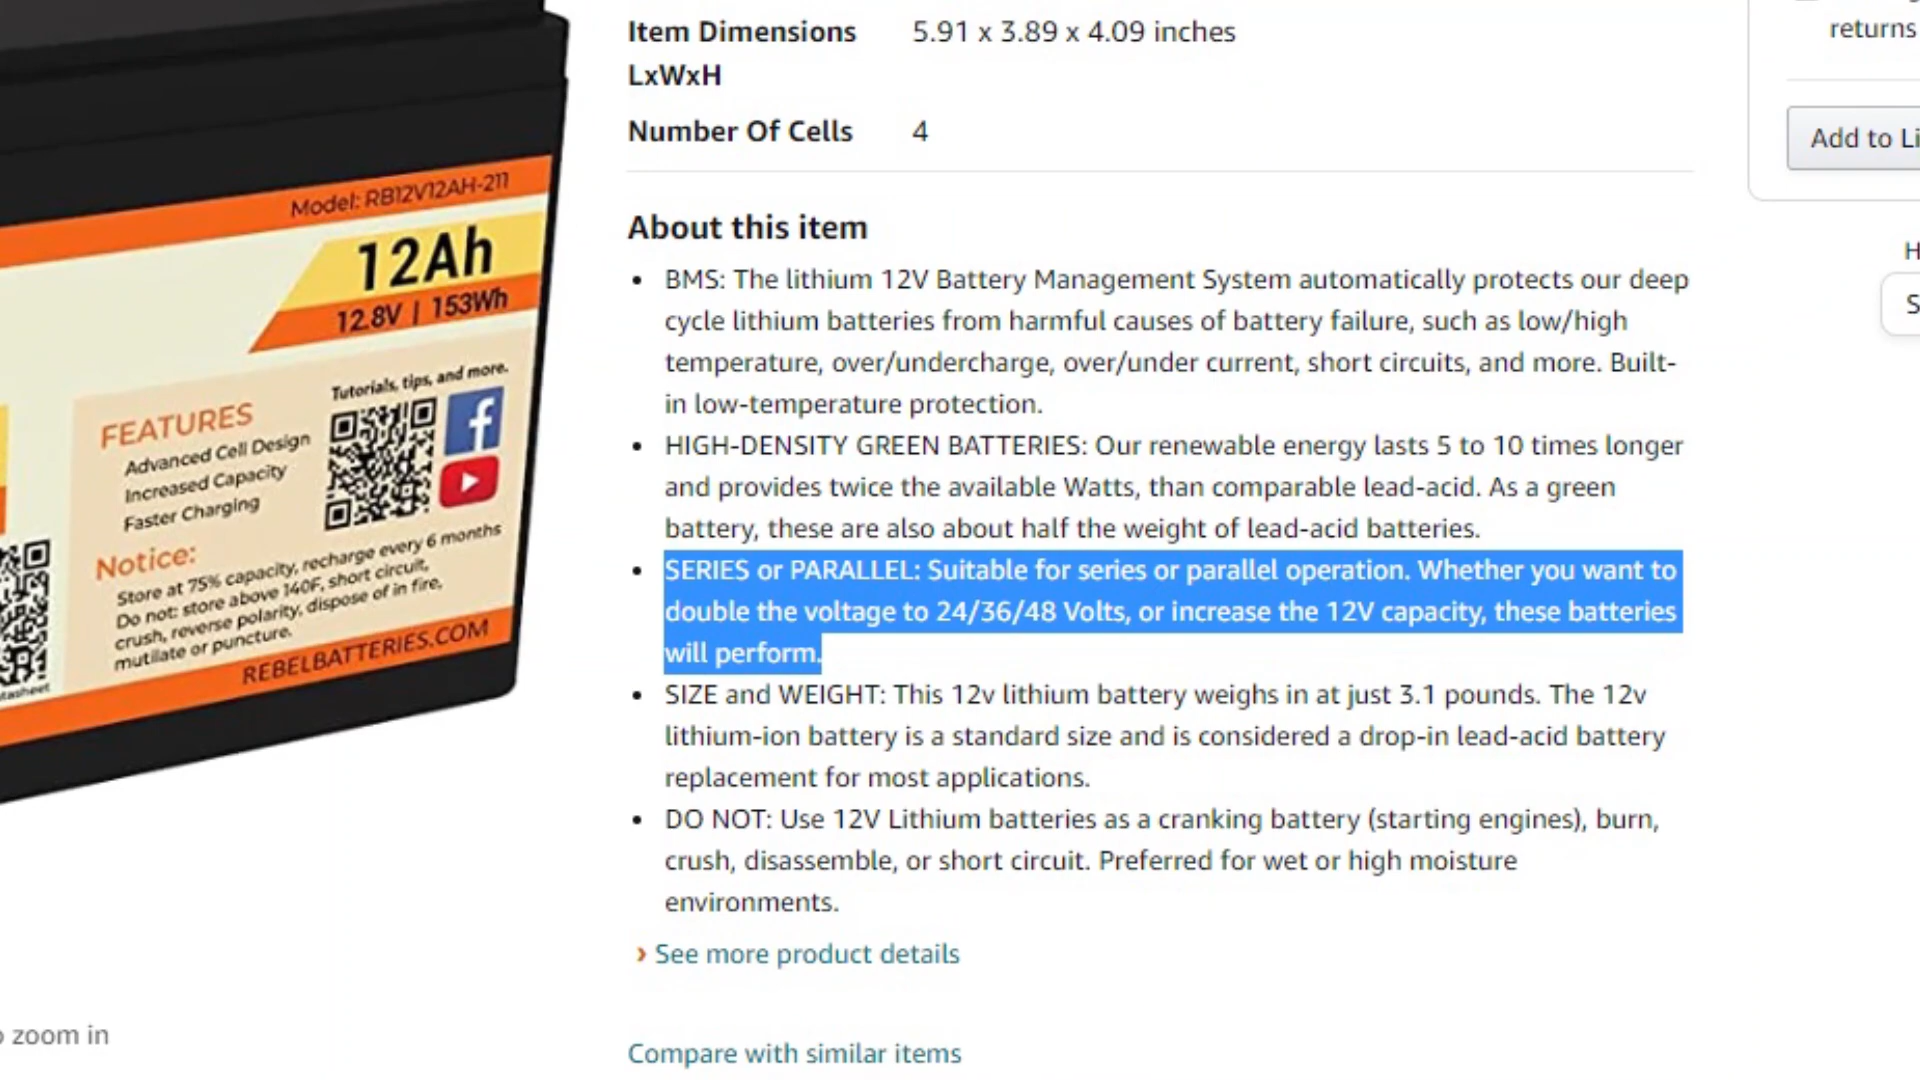 Item Dimensions 5.91 x 3.89 x 4.09 inches
LxWxH
Number Of Cells 4
About this item
• BMS: The lithium 12V Battery Management System automatically protects our deep
cycle lithium batteries from harmful causes of battery failure, such as low/high
temperature, over/undercharge, over/under current, short circuits, and more. Built-
in low-temperature protection.
• HIGH-DENSITY GREEN BATTERIES: Our renewable energy lasts 5 to 10 times longer
and provides twice the available Watts, than comparable lead-acid. As a green
battery, these are also about half the weight of lead-acid batteries.
• SERIES or PARALLEL: Suitable for series or parallel operation. Whether you want to
double the voltage to 24/36/48 Volts, or increase the 12V capacity, these batteries
will perform.
• SIZE and WEIGHT: This 12v lithium battery weighs in at just 3.1 pounds. The 12v
lithium-ion battery is a standard size and is considered a drop-in lead-acid battery
replacement for most applications.
• DO NOT: Use 12V Lithium batteries as a cranking battery (starting engines), burn,
crush, disassemble, or short circuit. Preferred for wet or high moisture
environments.
› See more product details
Compare with similar items
Model: RB12V12AH-211
12Ah
12.8V | 153Wh
Tutorials, tips, and more.
FEATURES
Advanced Cell Design
Increased Capacity
Faster Charging
Notice:
Store at 75% capacity, recharge every 6 months
Do not: store above 140F, short circuit,
crush, reverse polarity, dispose of in fire,
mutilate or puncture.
REBELBATTERIES.COM
zoom in
returns
Add to